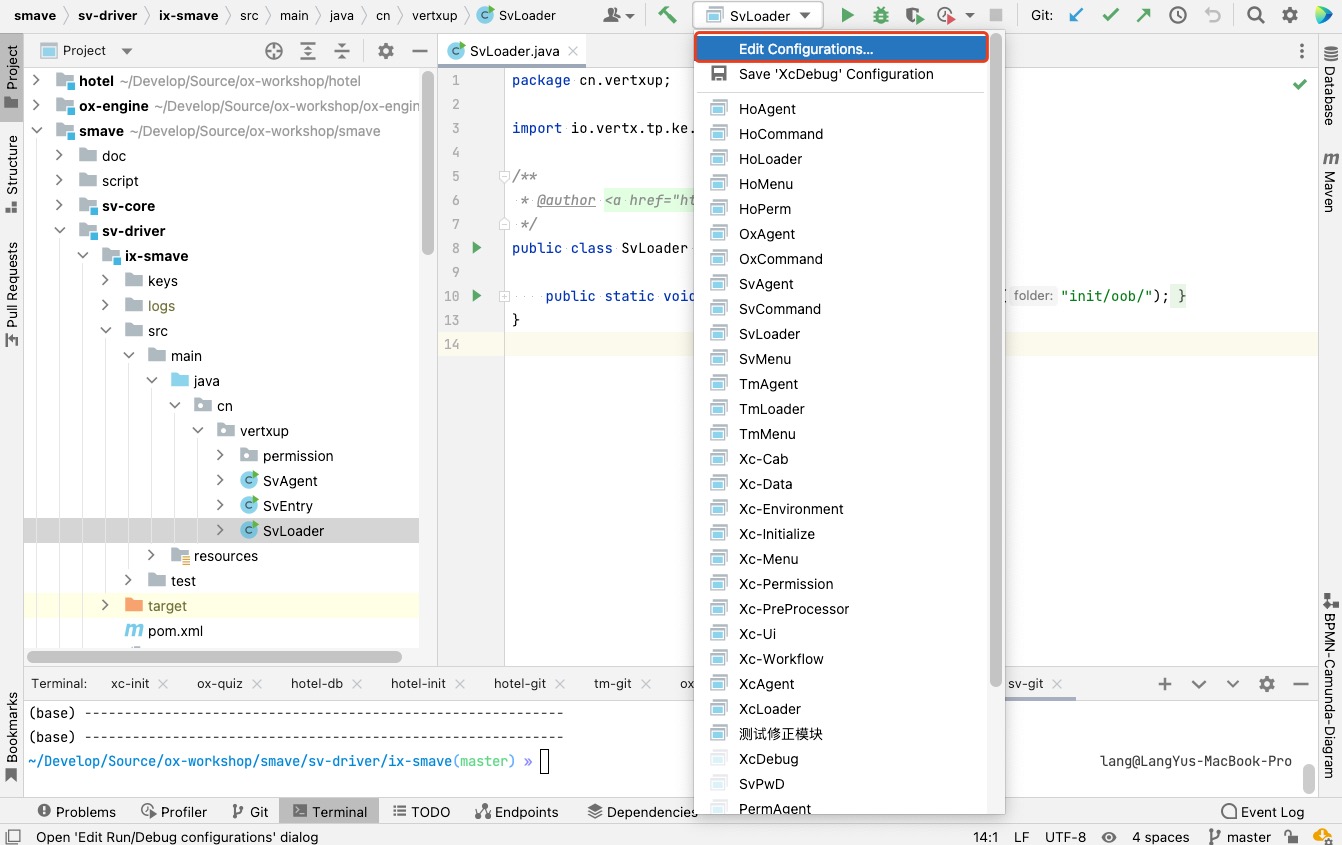 smave
sv-driver
ix-smave
src
main
java
cn
vertxup
SvLoader
SvLoader
Git:
Project
SvLoader.java
Project
Structure
Pull Requests
Bookmarks
hotel ~/Develop/Source/ox-workshop/hotel
ox-engine ~/Develop/Source/ox-workshop/ox-engin
smave ~/Develop/Source/ox-workshop/smave
doc
script
sv-core
sv-driver
ix-smave
keys
logs
src
main
java
cn
vertxup
permission
SvAgent
SvEntry
SvLoader
resources
test
target
pom.xml
1 package cn.vertxup;
2
3 import io.vertx.tp.ke.
4
5 /**
6 * @author <a href="ht
7 */
8 public class SvLoader
9
10 public static void ( folder: "init/oob/"); }
13 }
14
Edit Configurations...
Save 'XcDebug' Configuration
HoAgent
HoCommand
HoLoader
HoMenu
HoPerm
OxAgent
OxCommand
SvAgent
SvCommand
SvLoader
SvMenu
TmAgent
TmLoader
TmMenu
Xc-Cab
Xc-Data
Xc-Environment
Xc-Initialize
Xc-Menu
Xc-Permission
Xc-PreProcessor
Xc-Ui
Xc-Workflow
XcAgent
XcLoader
测试修正模块
XcDebug
SvPwD
PermAgent
Database
m Maven
BPMN-Camunda-Diagram
Terminal: xc-init ox-quiz hotel-db hotel-init hotel-git tm-git ox sv-git
(base) ------------------------------------------------------------
(base) ------------------------------------------------------------
~/Develop/Source/ox-workshop/smave/sv-driver/ix-smave(master) » lang@LangYus-MacBook-Pro
Problems Profiler Git Terminal TODO Endpoints Dependencies Event Log
Open 'Edit Run/Debug configurations' dialog 14:1 LF UTF-8 4 spaces master